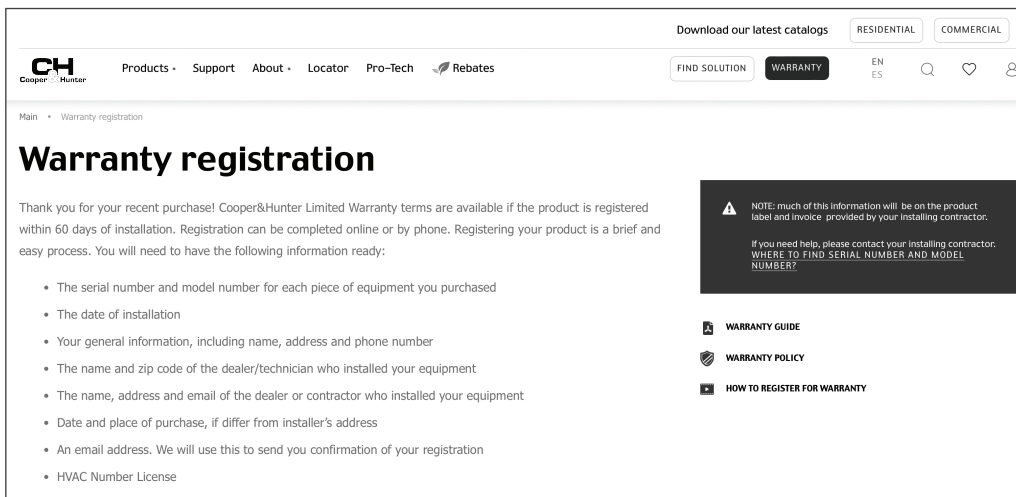 Download our latest catalogs RESIDENTIAL COMMERCIAL
CH
Cooper & Hunter
Products • Support About • Locator Pro-Tech Rebates FIND SOLUTION WARRANTY EN
ES
Main • Warranty registration
Warranty registration
Thank you for your recent purchase! Cooper&Hunter Limited Warranty terms are available if the product is registered
within 60 days of installation. Registration can be completed online or by phone. Registering your product is a brief and
easy process. You will need to have the following information ready:
• The serial number and model number for each piece of equipment you purchased
• The date of installation
• Your general information, including name, address and phone number
• The name and zip code of the dealer/technician who installed your equipment
• The name, address and email of the dealer or contractor who installed your equipment
• Date and place of purchase, if differ from installer's address
• An email address. We will use this to send you confirmation of your registration
• HVAC Number License
NOTE: much of this information will be on the product
label and invoice provided by your installing contractor.
If you need help, please contact your installing contractor.
WHERE TO FIND SERIAL NUMBER AND MODEL
NUMBER?
WARRANTY GUIDE
WARRANTY POLICY
HOW TO REGISTER FOR WARRANTY